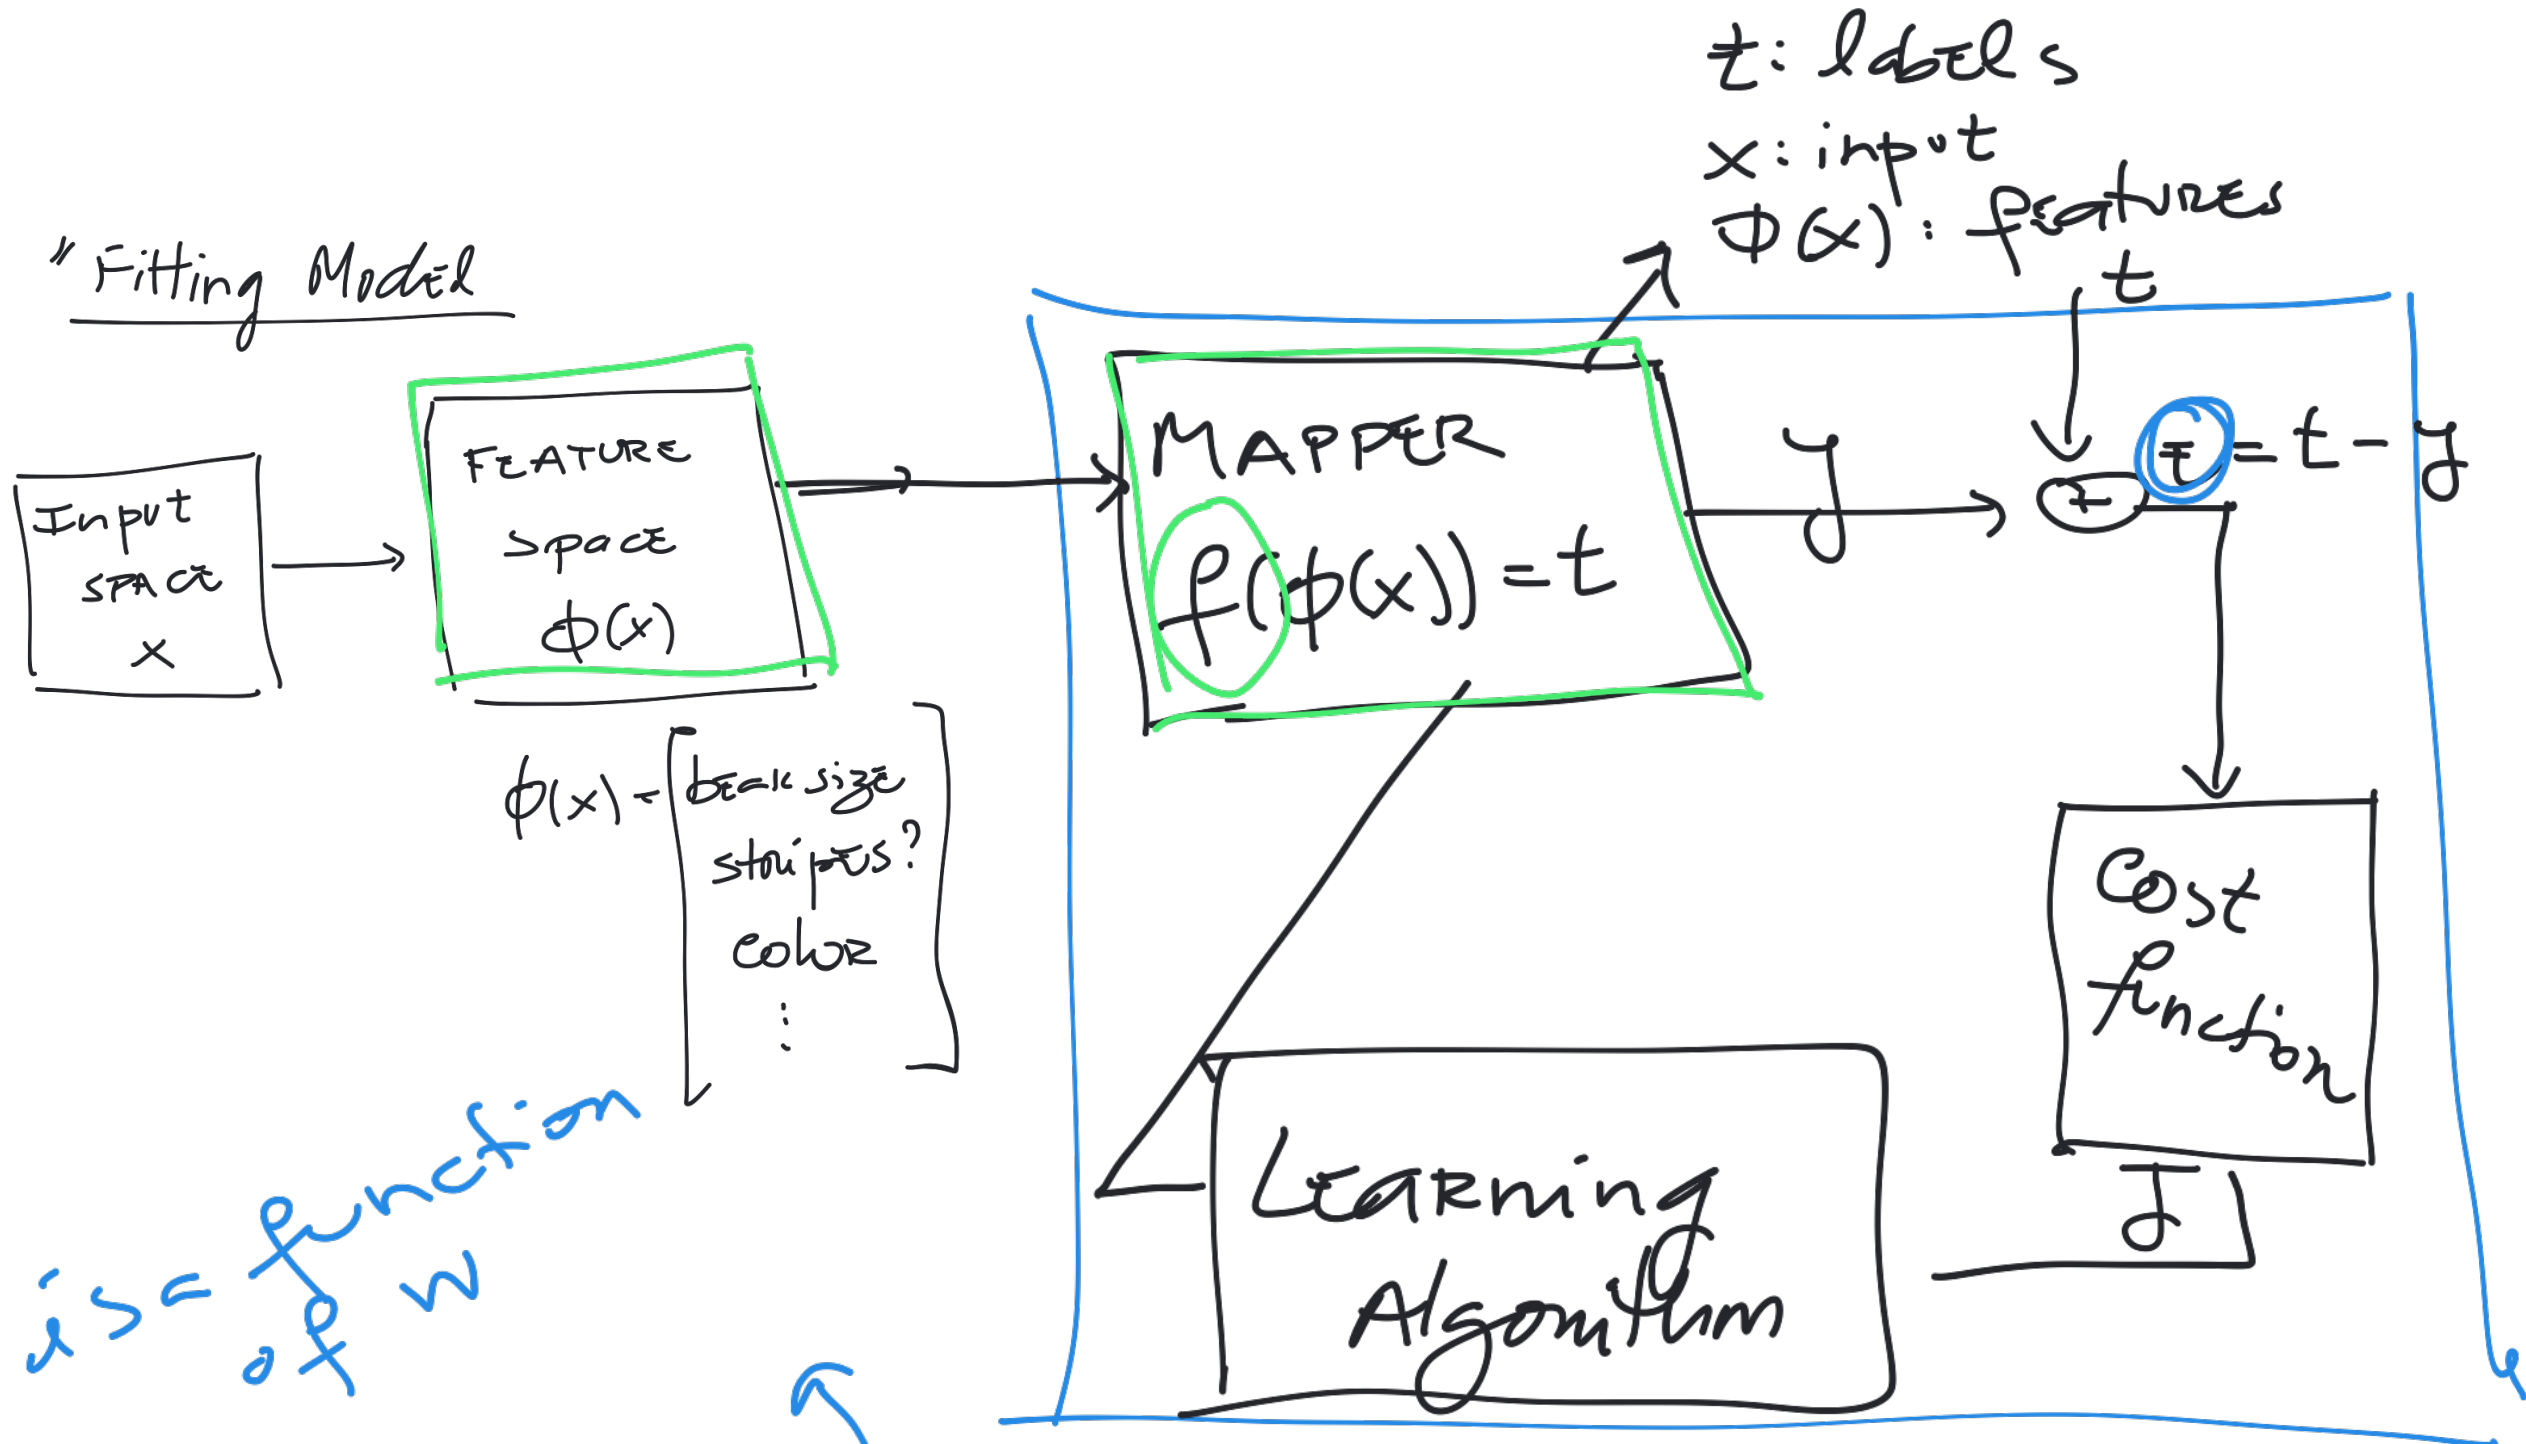 t: labels
x: input
Φ(x): features
"Fitting Model
t
Input
space
x
FEATURE
space
ϕ(x)
MAPPER
f(ϕ(x)) = t
y
+
= t - y
ϕ(x) =
beak size
stripes?
color
⋮
Cost
function
J
Learning
Algorithm
is = function
of w